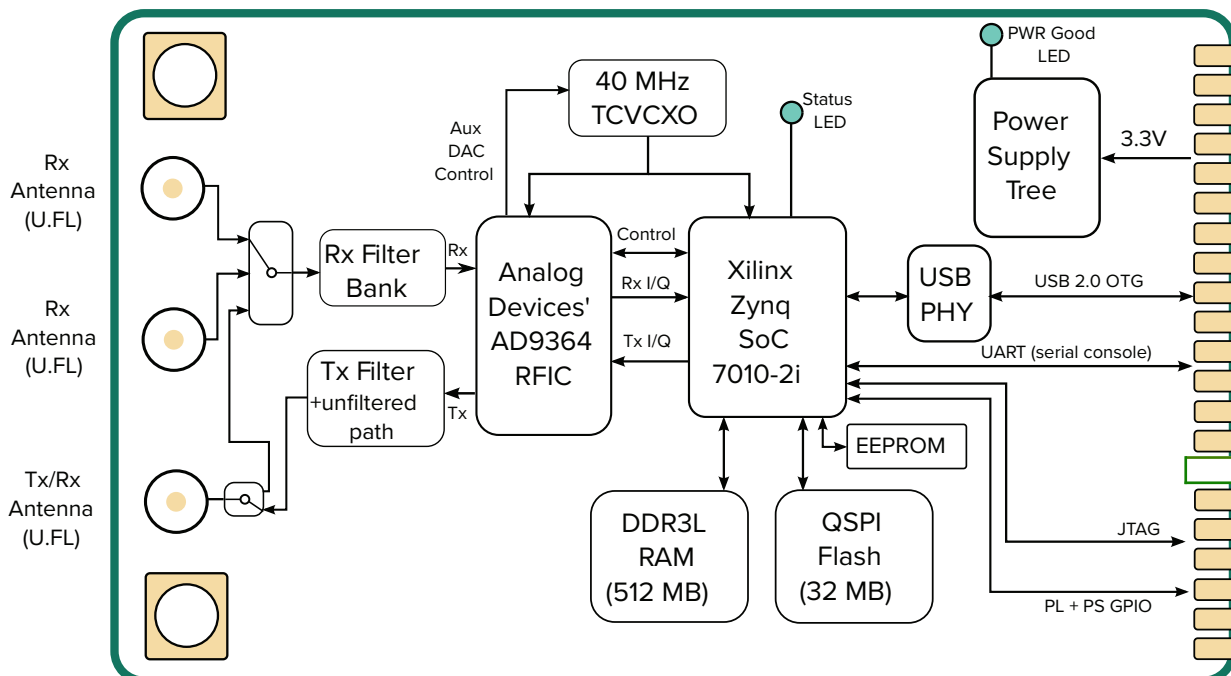 PWR Good
LED
40 MHz
TCVCXO
Status
LED
Aux
DAC
Control
Power
Supply
Tree
3.3V
Rx
Antenna
(U.FL)
Rx Filter
Bank
Rx
Analog
Devices'
AD9364
RFIC
Control
Rx I/Q
Tx I/Q
Xilinx
Zynq
SoC
7010-2i
USB
PHY
USB 2.0 OTG
UART (serial console)
Rx
Antenna
(U.FL)
Tx Filter
+unfiltered
path
Tx
EEPROM
Tx/Rx
Antenna
(U.FL)
DDR3L
RAM
(512 MB)
QSPI
Flash
(32 MB)
JTAG
PL + PS GPIO